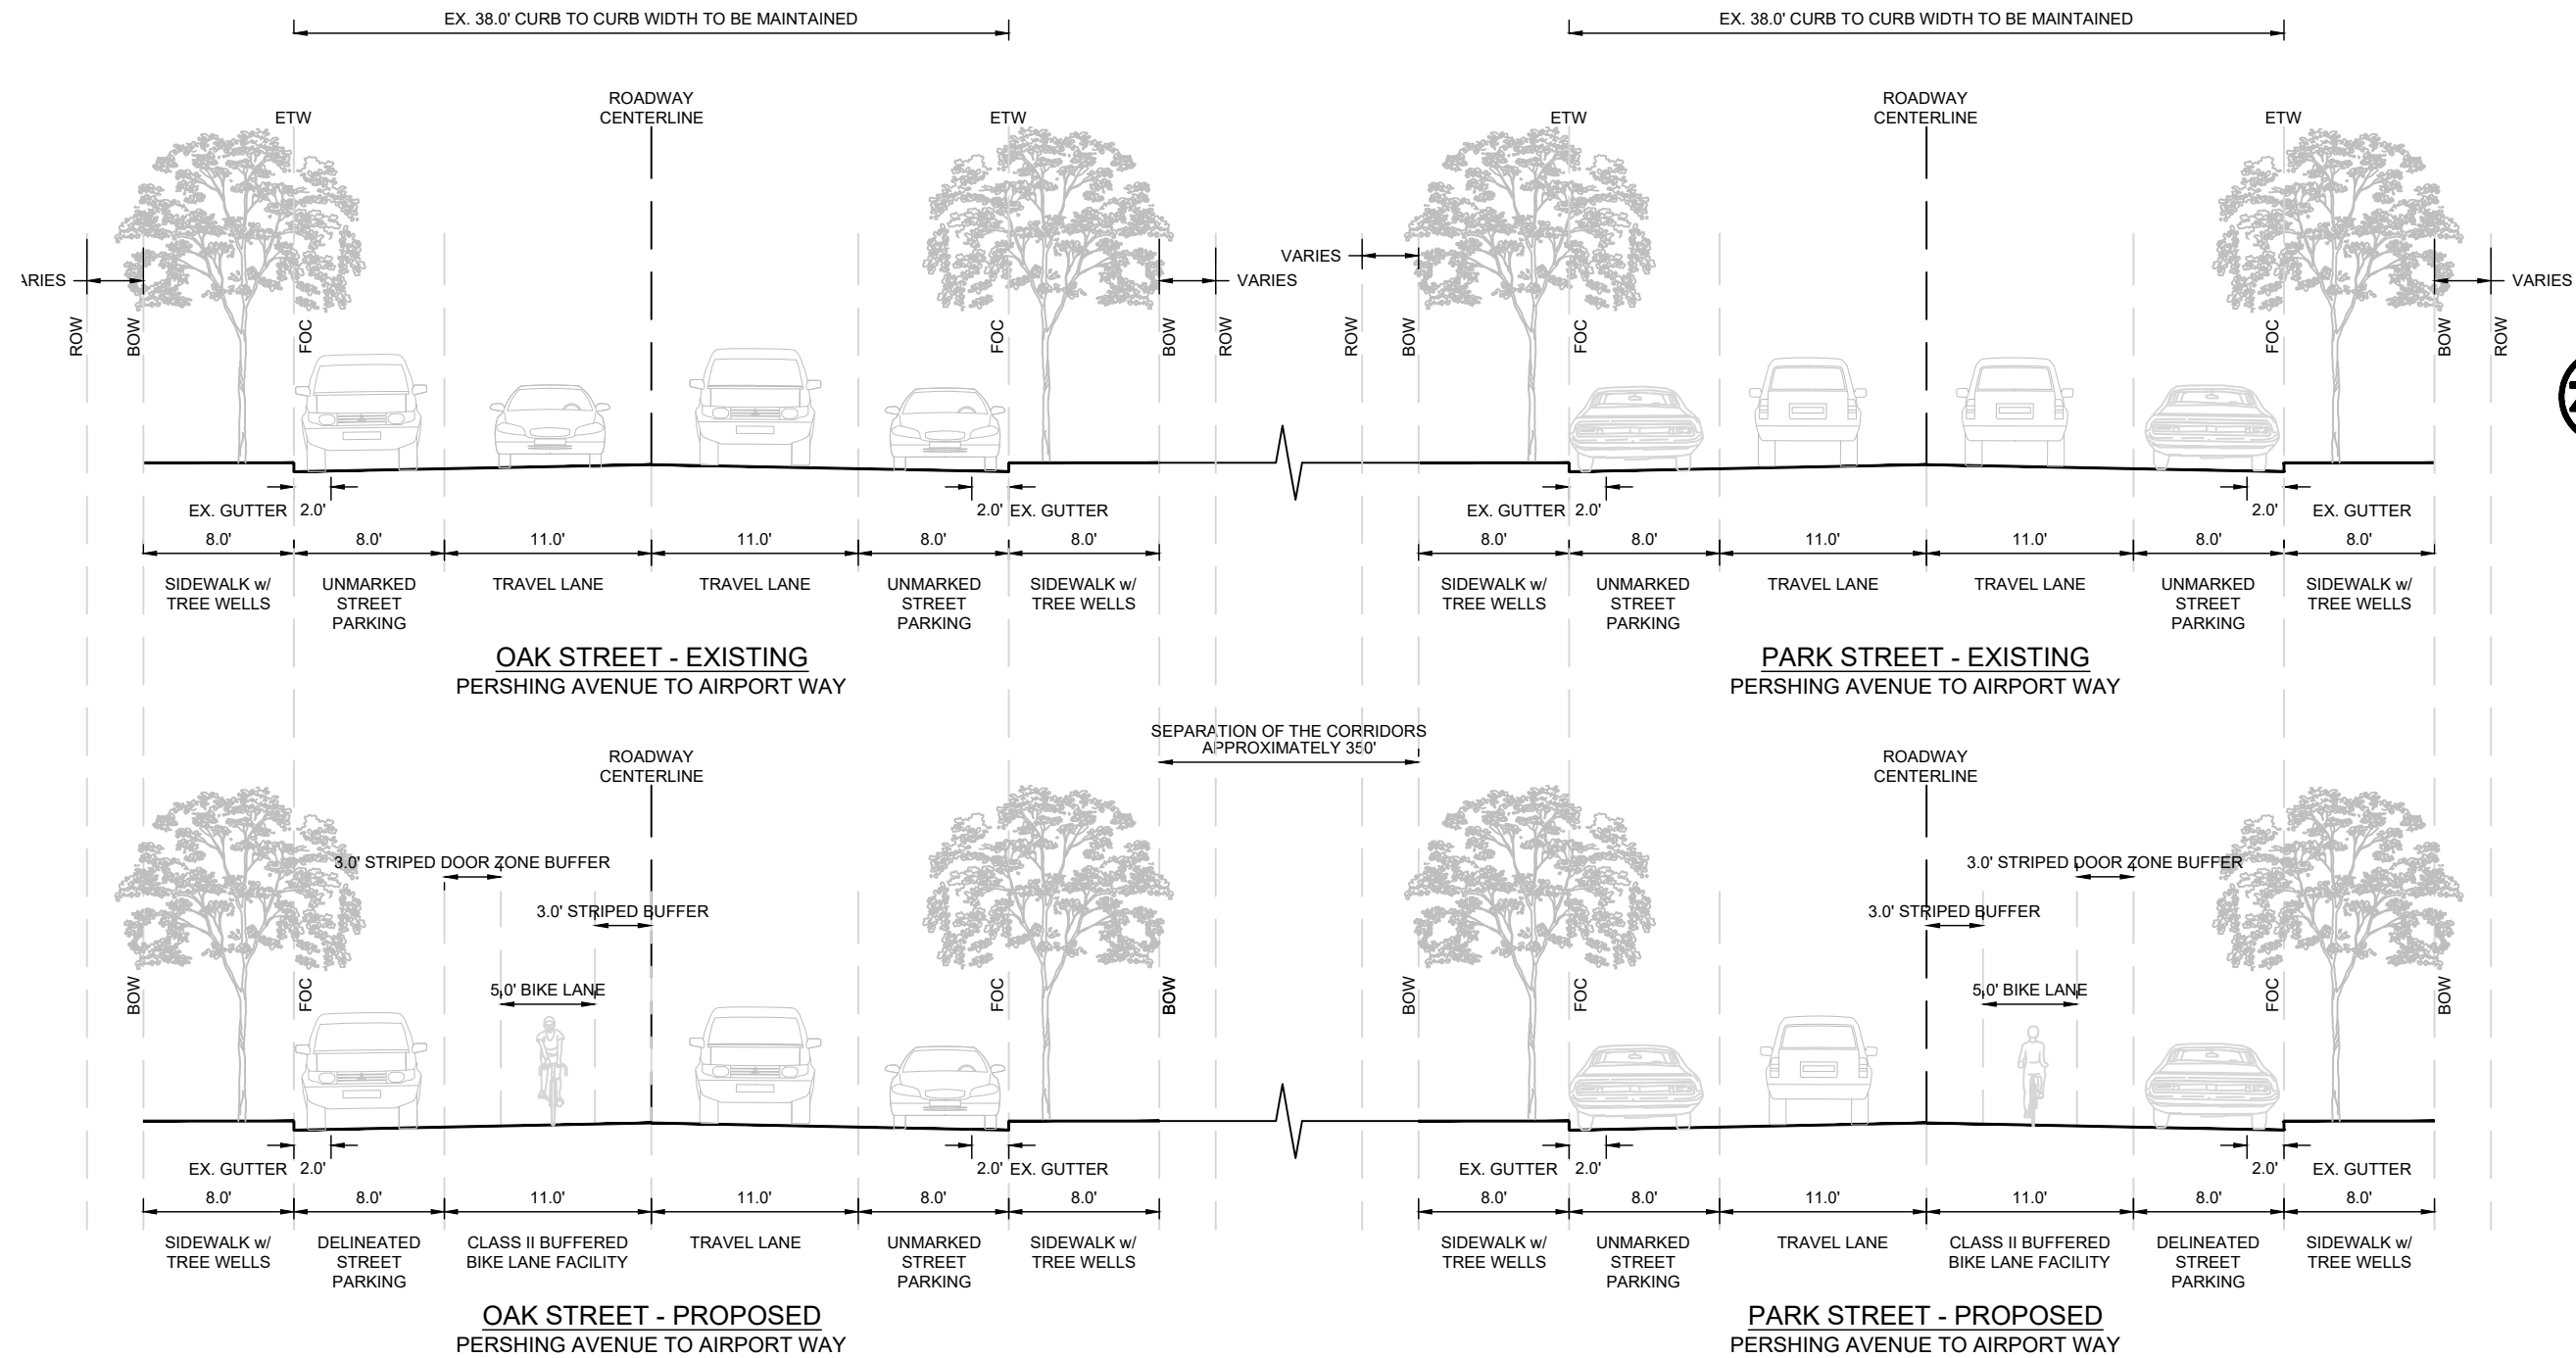 EX. 38.0' CURB TO CURB WIDTH TO BE MAINTAINED
EX. 38.0' CURB TO CURB WIDTH TO BE MAINTAINED
ROADWAY
CENTERLINE
ROADWAY
CENTERLINE
ETW
ETW
ETW
ETW
VARIES
VARIES
VARIES
ROW
BOW
FOC
FOC
BOW
ROW
ROW
BOW
FOC
FOC
BOW
ROW
EX. GUTTER 2.0'
2.0' EX. GUTTER
EX. GUTTER 2.0'
2.0' EX. GUTTER
8.0' 8.0' 11.0' 11.0' 8.0' 8.0'
8.0' 8.0' 11.0' 11.0' 8.0' 8.0'
SIDEWALK w/
TREE WELLS
UNMARKED
STREET
PARKING
TRAVEL LANE
TRAVEL LANE
UNMARKED
STREET
PARKING
SIDEWALK w/
TREE WELLS
SIDEWALK w/
TREE WELLS
UNMARKED
STREET
PARKING
TRAVEL LANE
TRAVEL LANE
UNMARKED
STREET
PARKING
SIDEWALK w/
TREE WELLS
OAK STREET - EXISTING
PERSHING AVENUE TO AIRPORT WAY
PARK STREET - EXISTING
PERSHING AVENUE TO AIRPORT WAY
SEPARATION OF THE CORRIDORS
APPROXIMATELY 350'
ROADWAY
CENTERLINE
ROADWAY
CENTERLINE
3.0' STRIPED DOOR ZONE BUFFER
3.0' STRIPED BUFFER
5.0' BIKE LANE
3.0' STRIPED DOOR ZONE BUFFER
3.0' STRIPED BUFFER
5.0' BIKE LANE
BOW
FOC
FOC
BOW
BOW
FOC
FOC
BOW
EX. GUTTER 2.0'
2.0' EX. GUTTER
EX. GUTTER 2.0'
2.0' EX. GUTTER
8.0' 8.0' 11.0' 11.0' 8.0' 8.0'
8.0' 8.0' 11.0' 11.0' 8.0' 8.0'
SIDEWALK w/
TREE WELLS
DELINEATED
STREET
PARKING
CLASS II BUFFERED
BIKE LANE FACILITY
TRAVEL LANE
UNMARKED
STREET
PARKING
SIDEWALK w/
TREE WELLS
SIDEWALK w/
TREE WELLS
UNMARKED
STREET
PARKING
TRAVEL LANE
CLASS II BUFFERED
BIKE LANE FACILITY
DELINEATED
STREET
PARKING
SIDEWALK w/
TREE WELLS
OAK STREET - PROPOSED
PERSHING AVENUE TO AIRPORT WAY
PARK STREET - PROPOSED
PERSHING AVENUE TO AIRPORT WAY